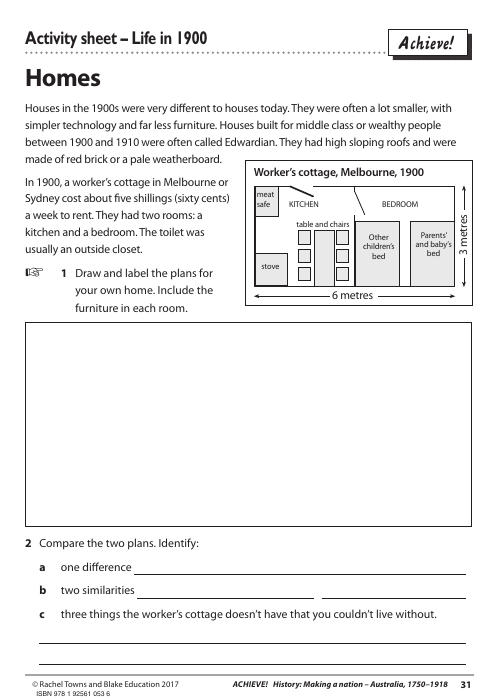 Activity sheet – Life in 1900
Achieve!
Homes
Houses in the 1900s were very different to houses today. They were often a lot smaller, with
simpler technology and far less furniture. Houses built for middle class or wealthy people
between 1900 and 1910 were often called Edwardian. They had high sloping roofs and were
made of red brick or a pale weatherboard.
In 1900, a worker's cottage in Melbourne or
Sydney cost about five shillings (sixty cents)
a week to rent. They had two rooms: a
kitchen and a bedroom. The toilet was
usually an outside closet.
Worker's cottage, Melbourne, 1900
meat
safe
KITCHEN
BEDROOM
table and chairs
stove
Other
children's
bed
Parents'
and baby's
bed
3 metres
6 metres
1 Draw and label the plans for
your own home. Include the
furniture in each room.
2 Compare the two plans. Identify:
a one difference
b two similarities
c three things the worker's cottage doesn't have that you couldn't live without.
© Rachel Towns and Blake Education 2017
ISBN 978 1 92561 053 6
ACHIEVE! History: Making a nation – Australia, 1750–1918 31